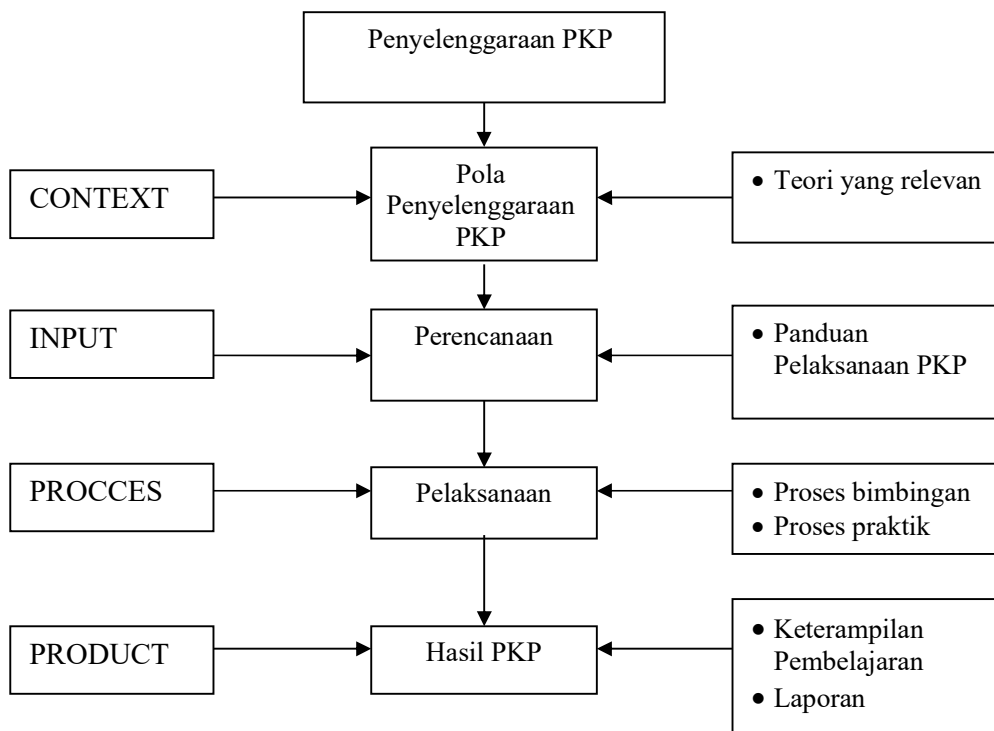 Penyelenggaraan PKP
CONTEXT
Pola
Penyelenggaraan
PKP
• Teori yang relevan
INPUT
Perencanaan
• Panduan
Pelaksanaan PKP
PROCCES
Pelaksanaan
• Proses bimbingan
• Proses praktik
PRODUCT
Hasil PKP
• Keterampilan
Pembelajaran
• Laporan